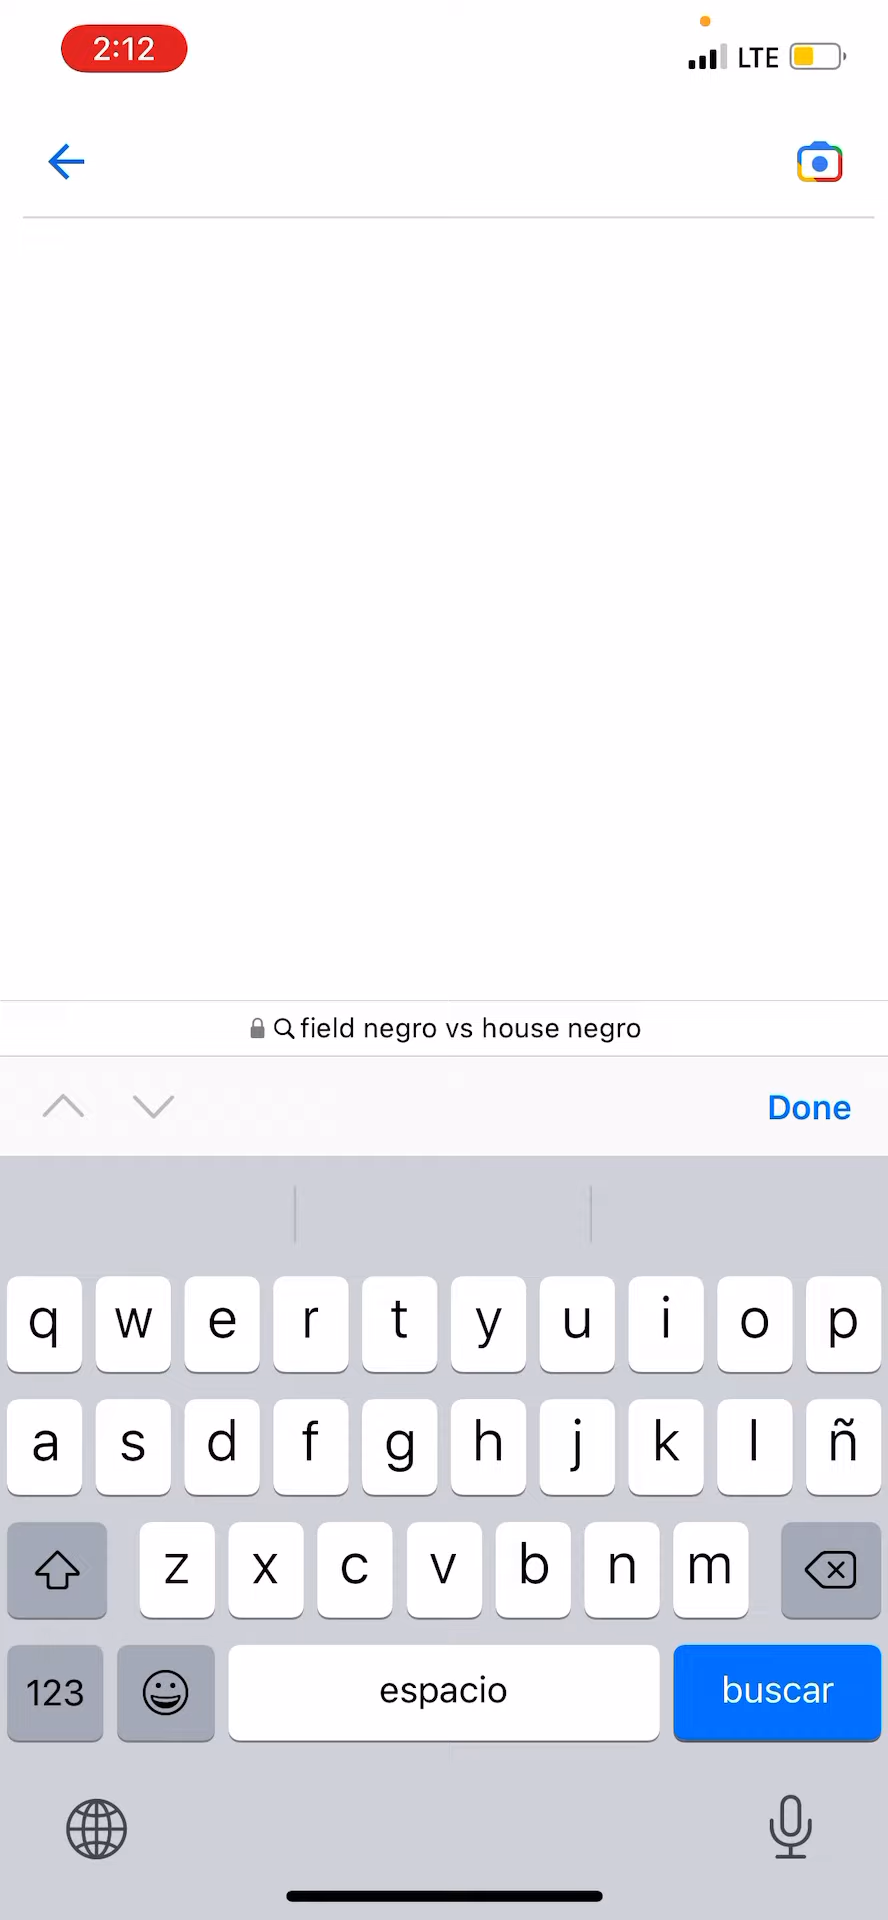 2:12
LTE
field negro vs house negro
Done
q w e r t y u i o p
a s d f g h j k l ñ
z x c v b n m
123 espacio buscar